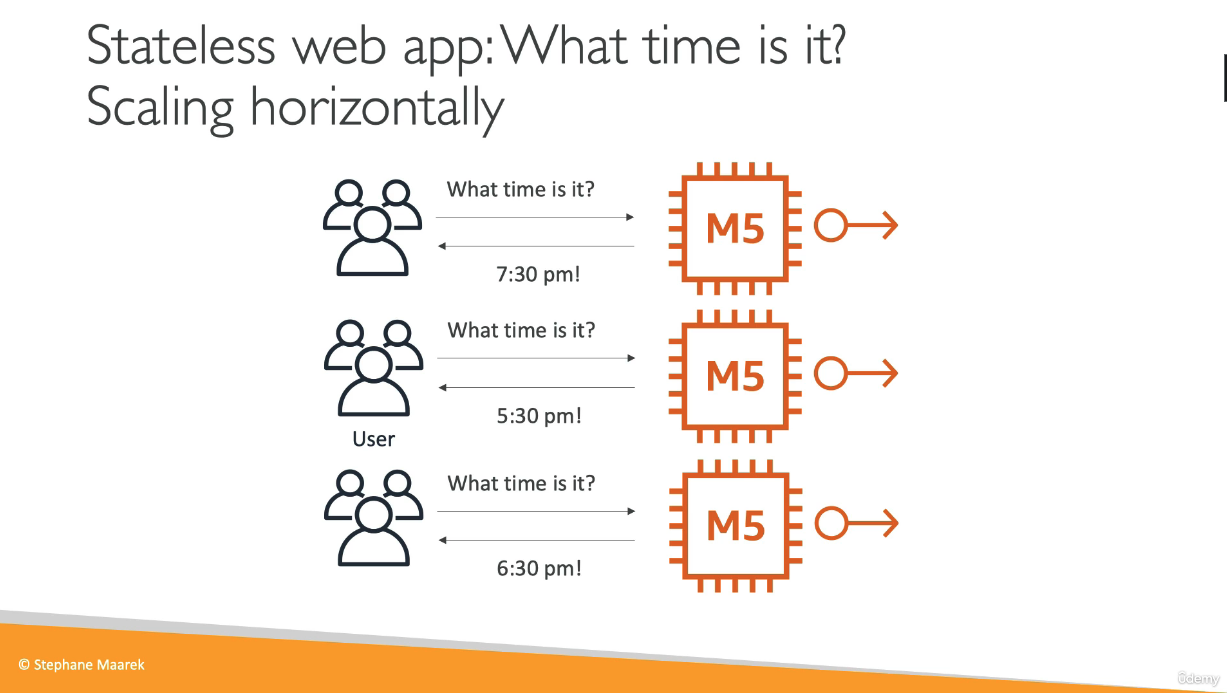 Stateless web app: What time is it?
Scaling horizontally
What time is it?
M5
7:30 pm!
What time is it?
M5
5:30 pm!
User
What time is it?
M5
6:30 pm!
© Stephane Maarek
ûdemy